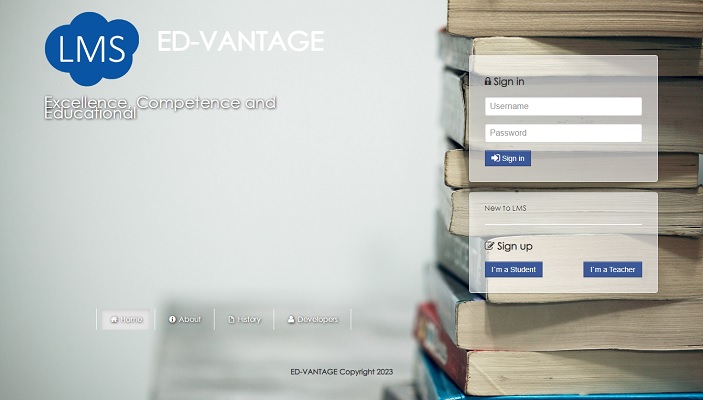 LMS
ED-VANTAGE
Excellence, Competence and
Educational
Sign in
Username
Password
Sign in
New to LMS
Sign up
I`m a Student
I`m a Teacher
Home
About
History
Developers
ED-VANTAGE Copyright 2023